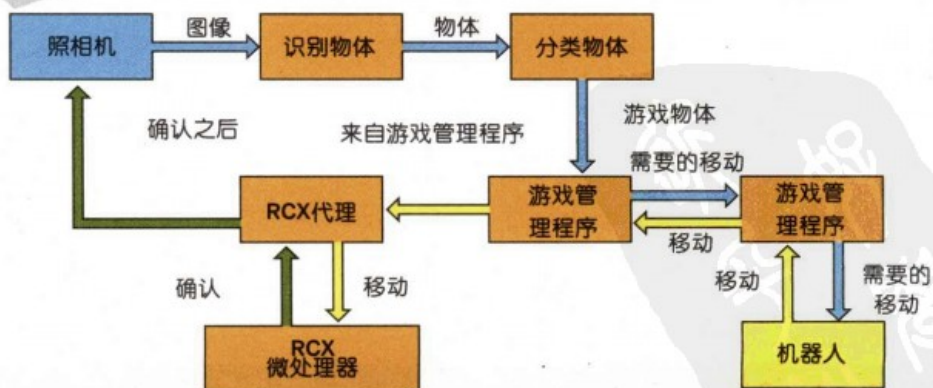 照相机
图像
识别物体
物体
分类物体
确认之后
来自游戏管理程序
游戏物体
需要的移动
RCX代理
游戏管
理程序
移动
游戏管
理程序
确认
移动
移动
需要的
移动
RCX
微处理器
机器人